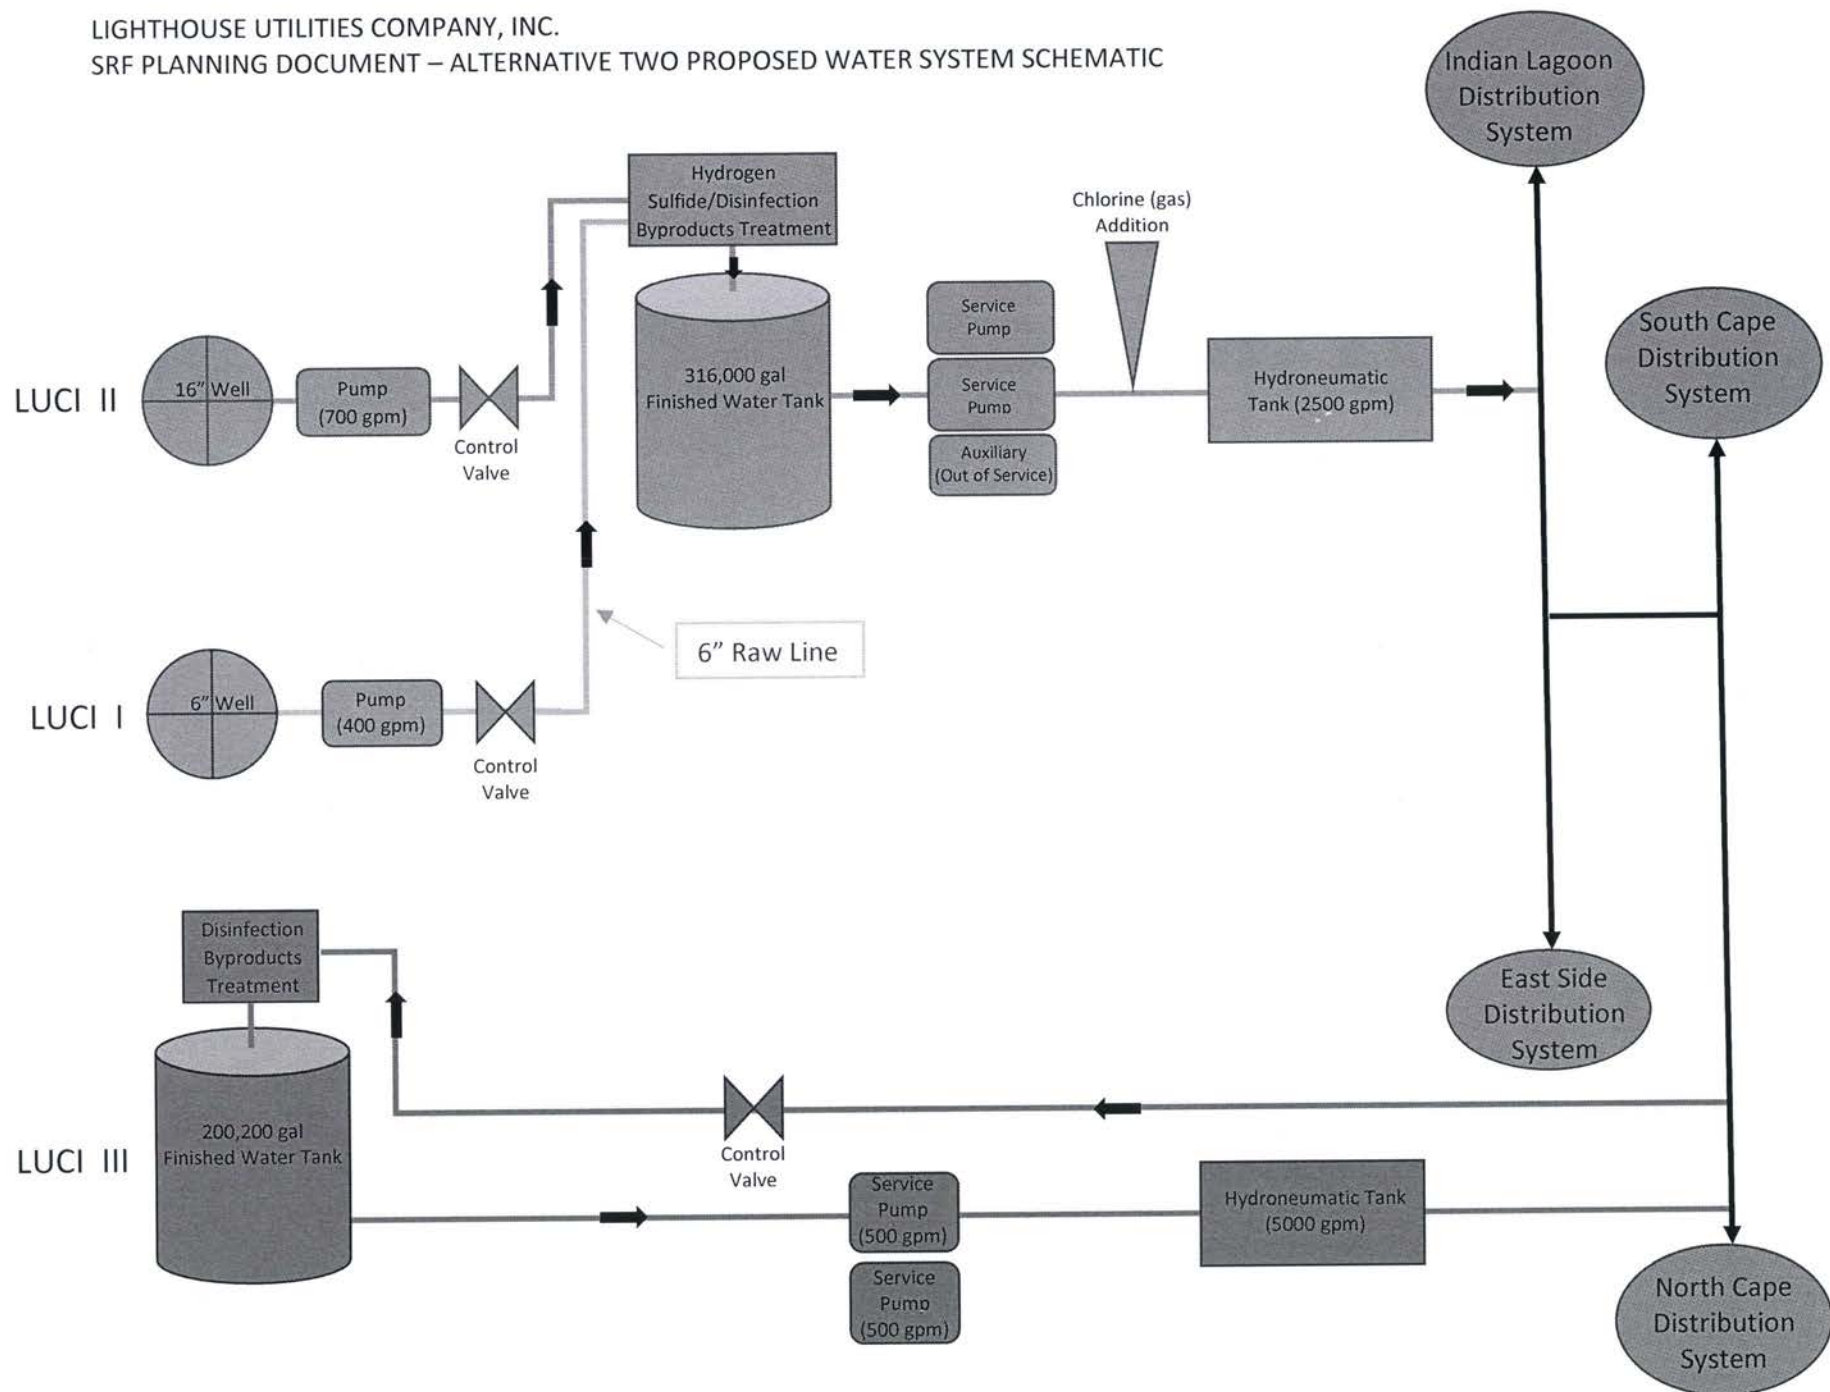 LIGHTHOUSE UTILITIES COMPANY, INC.
SRF PLANNING DOCUMENT – ALTERNATIVE TWO PROPOSED WATER SYSTEM SCHEMATIC
Indian Lagoon
Distribution
System
Hydrogen
Sulfide/Disinfection
Byproducts Treatment
Chlorine (gas)
Addition
South Cape
Distribution
System
LUCI II
16” Well
Pump
(700 gpm)
Control
Valve
316,000 gal
Finished Water Tank
Service
Pump
Service
Pump
Auxiliary
(Out of Service)
Hydroneumatic
Tank (2500 gpm)
6” Raw Line
LUCI I
6” Well
Pump
(400 gpm)
Control
Valve
Disinfection
Byproducts
Treatment
East Side
Distribution
System
LUCI III
200,200 gal
Finished Water Tank
Control
Valve
Service
Pump
(500 gpm)
Service
Pump
(500 gpm)
Hydroneumatic Tank
(5000 gpm)
North Cape
Distribution
System